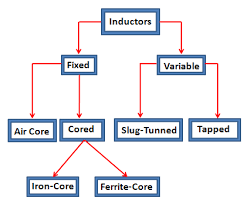 Inductors
Fixed
Variable
Air Core
Cored
Slug-Tunned
Tapped
Iron-Core
Ferrite-Core